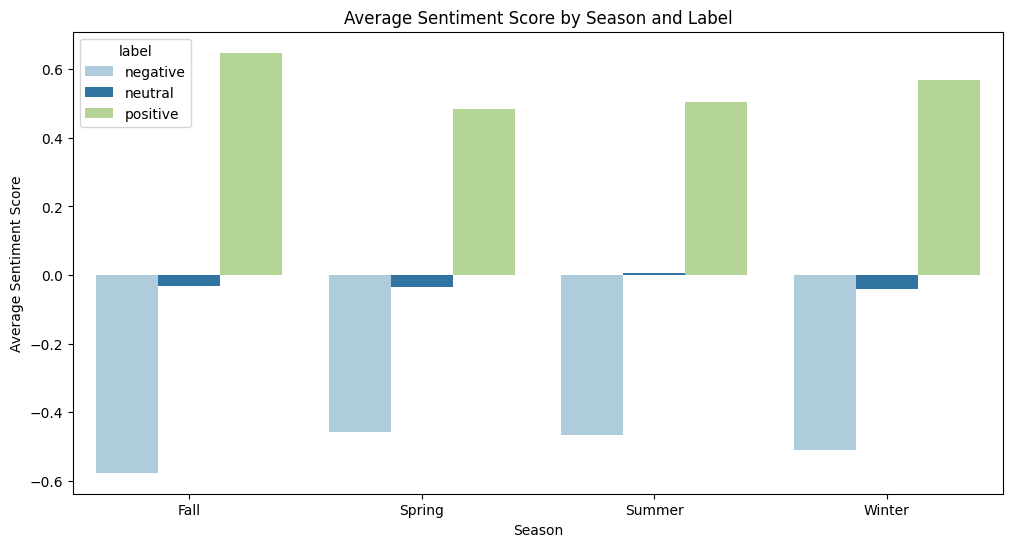 Average Sentiment Score by Season and Label
label
negative
neutral
positive
Average Sentiment Score
0.6
0.4
0.2
0.0
−0.2
−0.4
−0.6
Fall Spring Summer Winter
Season